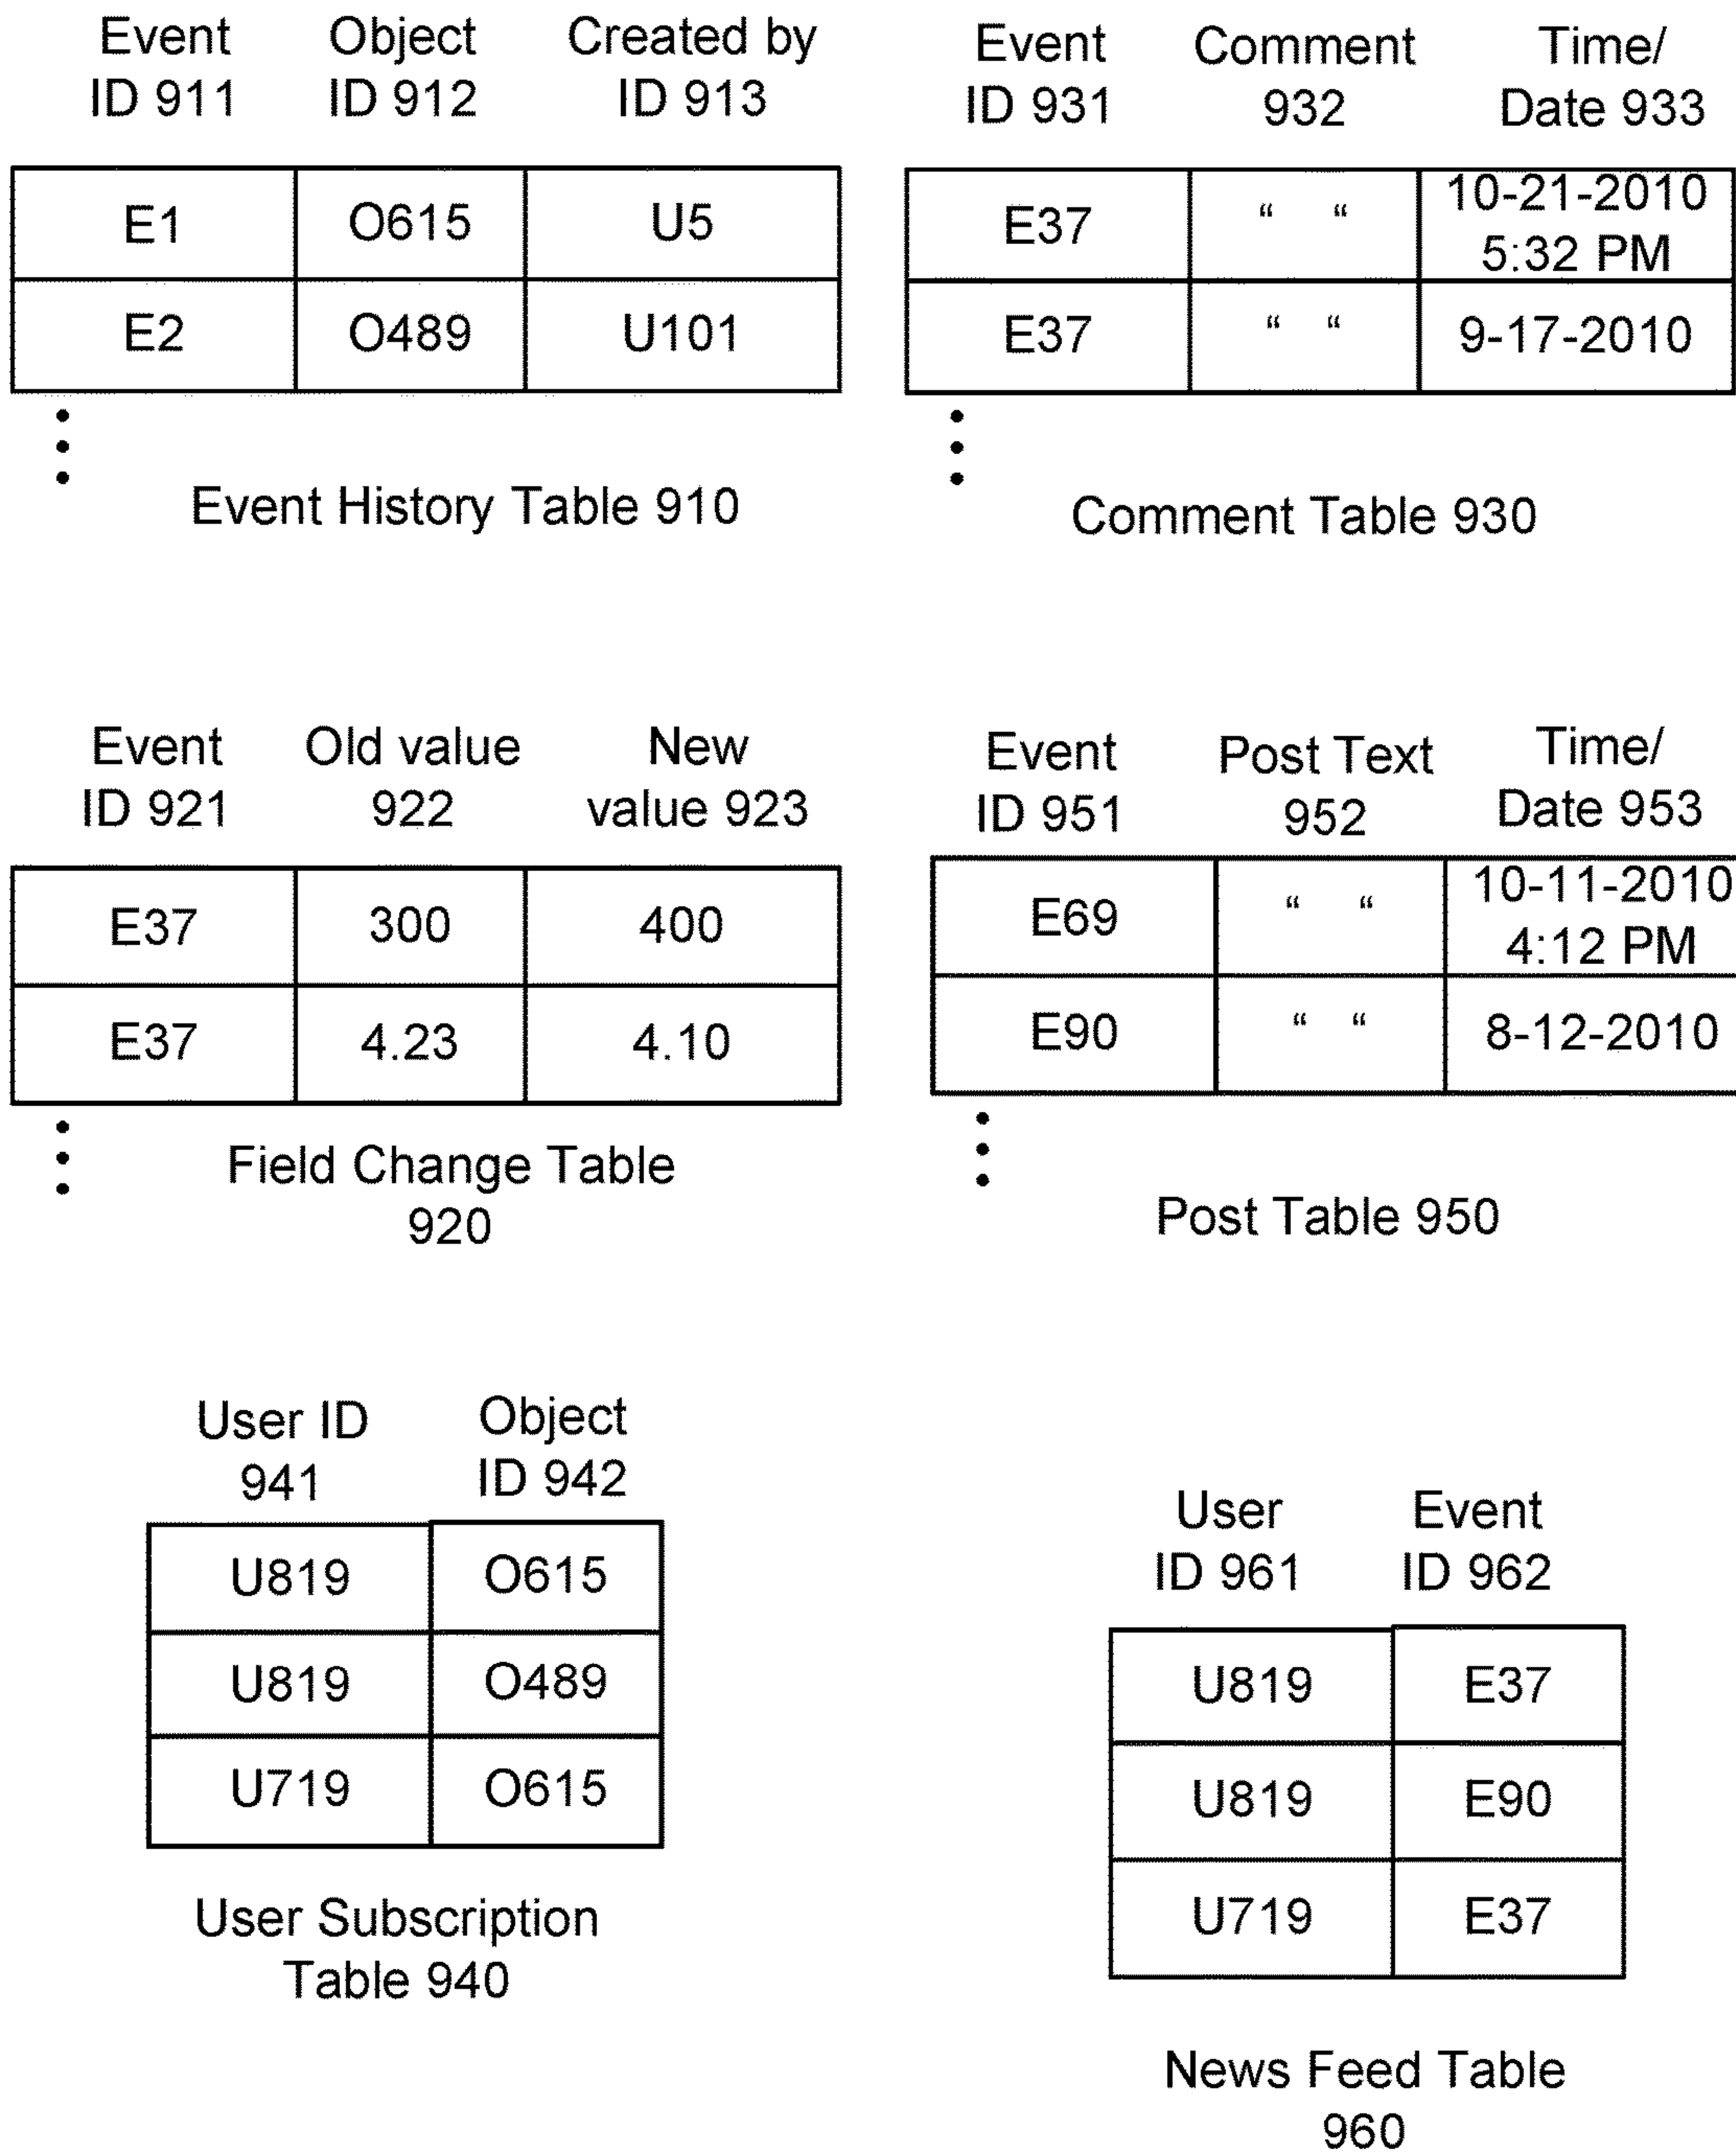 Event Object Created by
ID 911 ID 912 ID 913
E1 O615 U5
E2 O489 U101
Event History Table 910
Event Comment Time/
ID 931 932 Date 933
E37 “ “ 10-21-2010
5:32 PM
E37 “ “ 9-17-2010
Comment Table 930
Event Old value New
ID 921 922 value 923
E37 300 400
E37 4.23 4.10
Field Change Table
920
Event Post Text Time/
ID 951 952 Date 953
E69 “ “ 10-11-2010
4:12 PM
E90 “ “ 8-12-2010
Post Table 950
User ID Object
941 ID 942
U819 O615
U819 O489
U719 O615
User Subscription
Table 940
User Event
ID 961 ID 962
U819 E37
U819 E90
U719 E37
News Feed Table
960